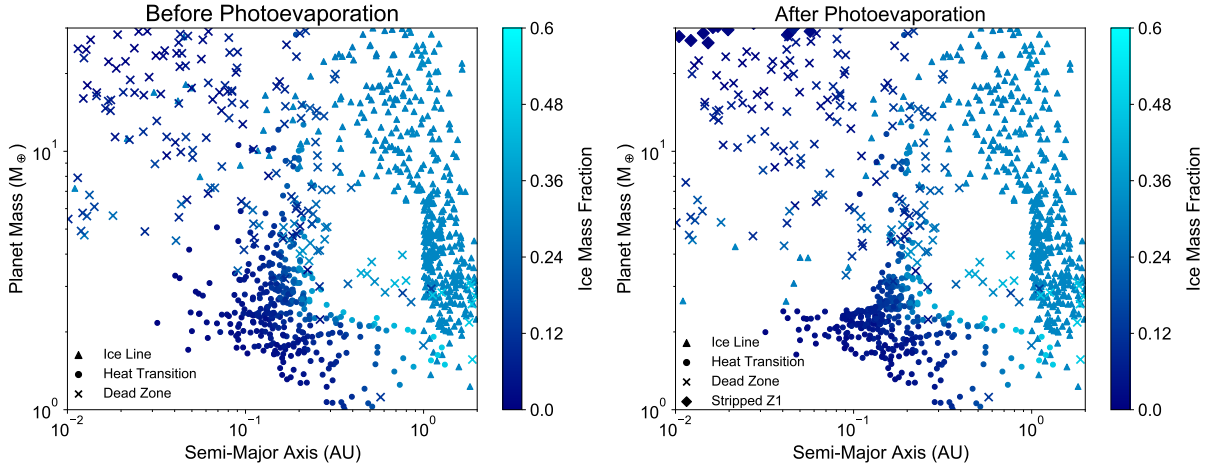 Before Photoevaporation
Planet Mass (M⊕)
10^1
10^0
▲ Ice Line
● Heat Transition
× Dead Zone
10^−2
10^−1
10^0
Semi-Major Axis (AU)
0.6
0.48
0.36
0.24
0.12
0.0
Ice Mass Fraction
After Photoevaporation
Planet Mass (M⊕)
10^1
10^0
▲ Ice Line
● Heat Transition
× Dead Zone
◆ Stripped Z1
10^−2
10^−1
10^0
Semi-Major Axis (AU)
0.6
0.48
0.36
0.24
0.12
0.0
Ice Mass Fraction